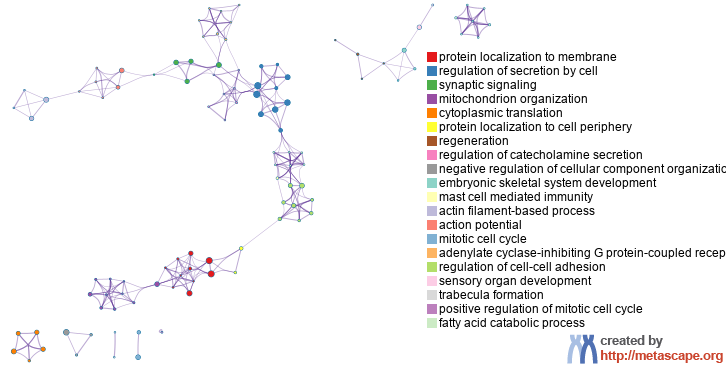 protein localization to membrane
regulation of secretion by cell
synaptic signaling
mitochondrion organization
cytoplasmic translation
protein localization to cell periphery
regeneration
regulation of catecholamine secretion
negative regulation of cellular component organizatio
embryonic skeletal system development
mast cell mediated immunity
actin filament-based process
action potential
mitotic cell cycle
adenylate cyclase-inhibiting G protein-coupled recep
regulation of cell-cell adhesion
sensory organ development
trabecula formation
positive regulation of mitotic cell cycle
fatty acid catabolic process
created by
http://metascape.org